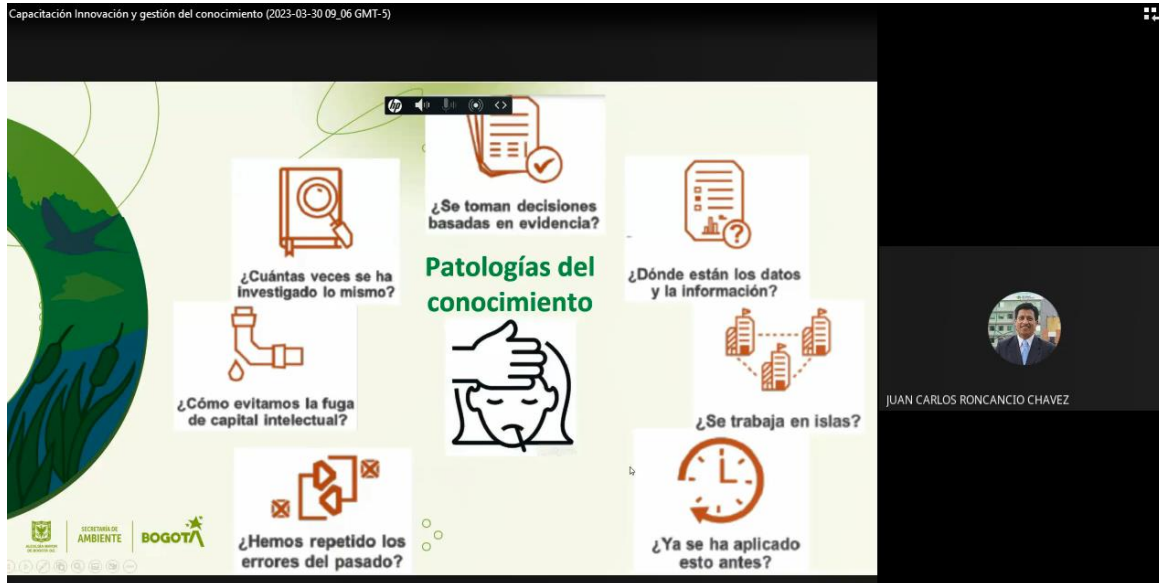 Capacitación Innovación y gestión del conocimiento (2023-03-30 09_06 GMT-5)
hp
¿Se toman decisiones
basadas en evidencia?
¿Cuántas veces se ha
investigado lo mismo?
Patologías del
conocimiento
¿Dónde están los datos
y la información?
¿Cómo evitamos la fuga
de capital intelectual?
¿Se trabaja en islas?
JUAN CARLOS RONCANCIO CHAVEZ
¿Hemos repetido los
errores del pasado?
¿Ya se ha aplicado
esto antes?
SECRETARÍA DE
AMBIENTE
BOGOTÁ